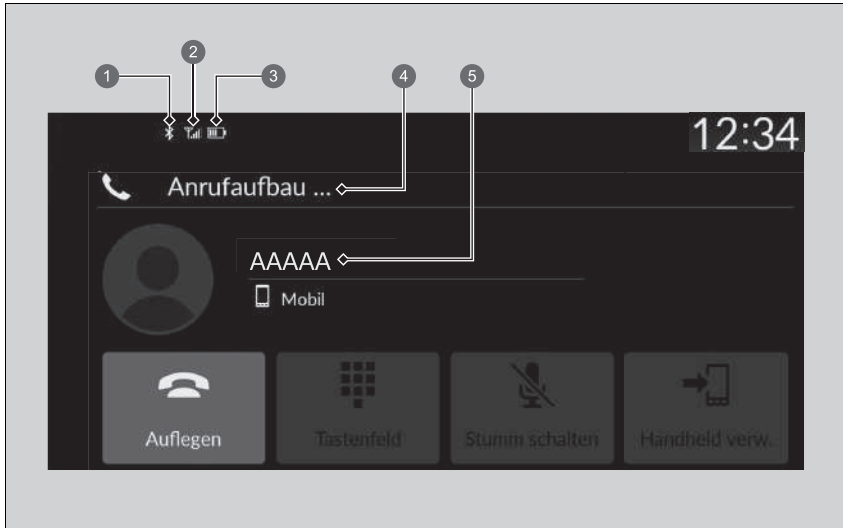 2
1 3 4 5
12:34
Anrufaufbau ...
AAAAA
Mobil
Auflegen Tastenfeld Stumm schalten Handheld verw.